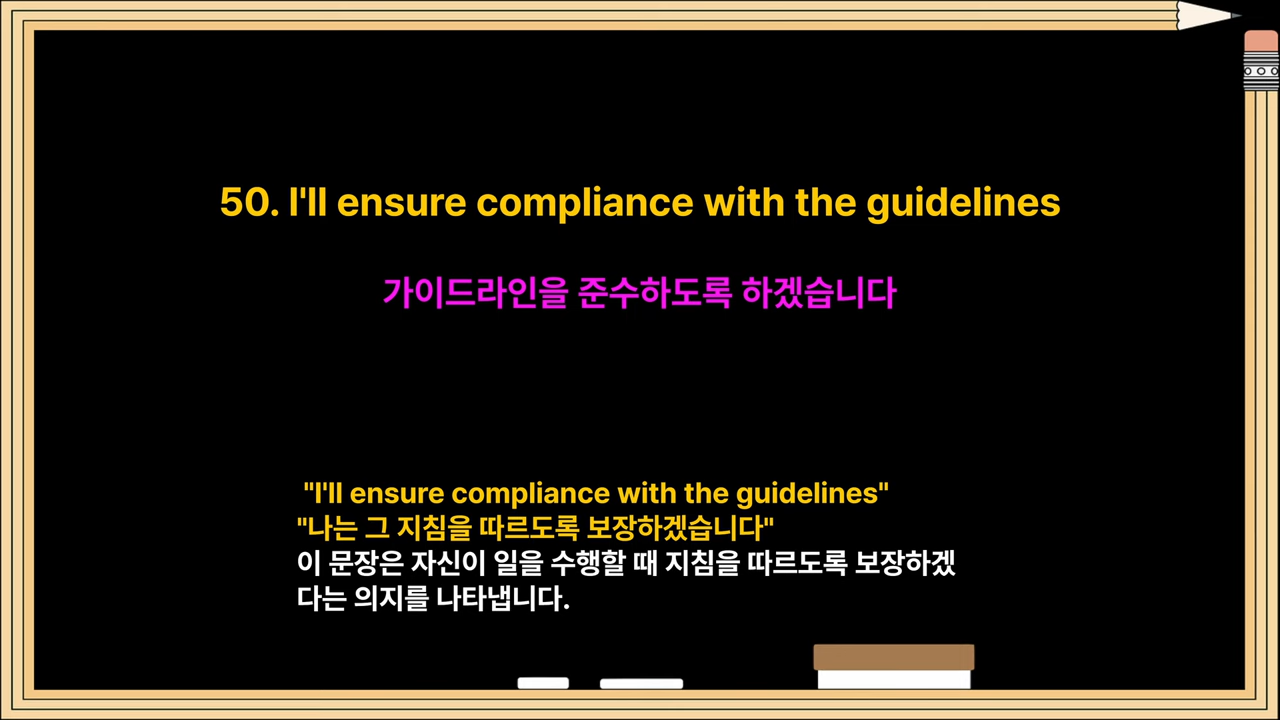 50. I'll ensure compliance with the guidelines
가이드라인을 준수하도록 하겠습니다
"I'll ensure compliance with the guidelines"
"나는 그 지침을 따르도록 보장하겠습니다"
이 문장은 자신이 일을 수행할 때 지침을 따르도록 보장하겠
다는 의지를 나타냅니다.